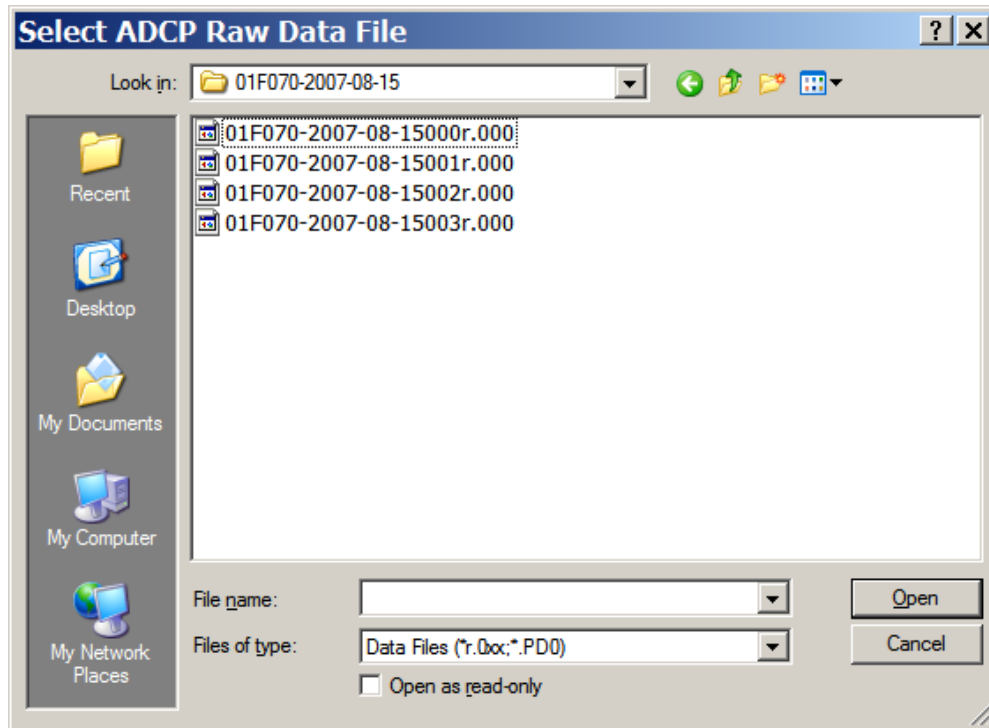 Select ADCP Raw Data File
Look in: 01F070-2007-08-15
01F070-2007-08-15000r.000
01F070-2007-08-15001r.000
01F070-2007-08-15002r.000
01F070-2007-08-15003r.000
Recent
Desktop
My Documents
My Computer
My Network
Places
File name:
Open
Files of type: Data Files (*r.0xx;*.PD0)
Cancel
Open as read-only